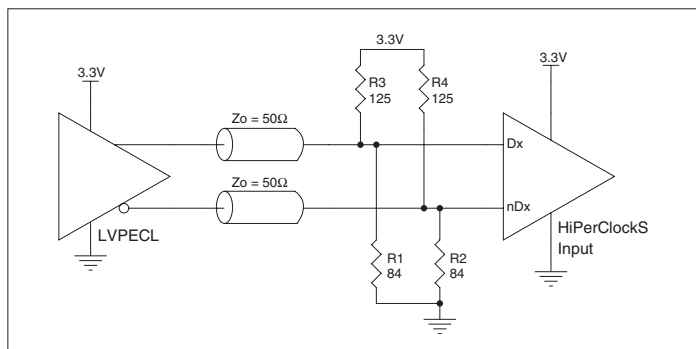 3.3V
3.3V
3.3V
R3
125
R4
125
Zo = 50Ω
Dx
Zo = 50Ω
nDx
LVPECL
HiPerClockS
Input
R1
84
R2
84